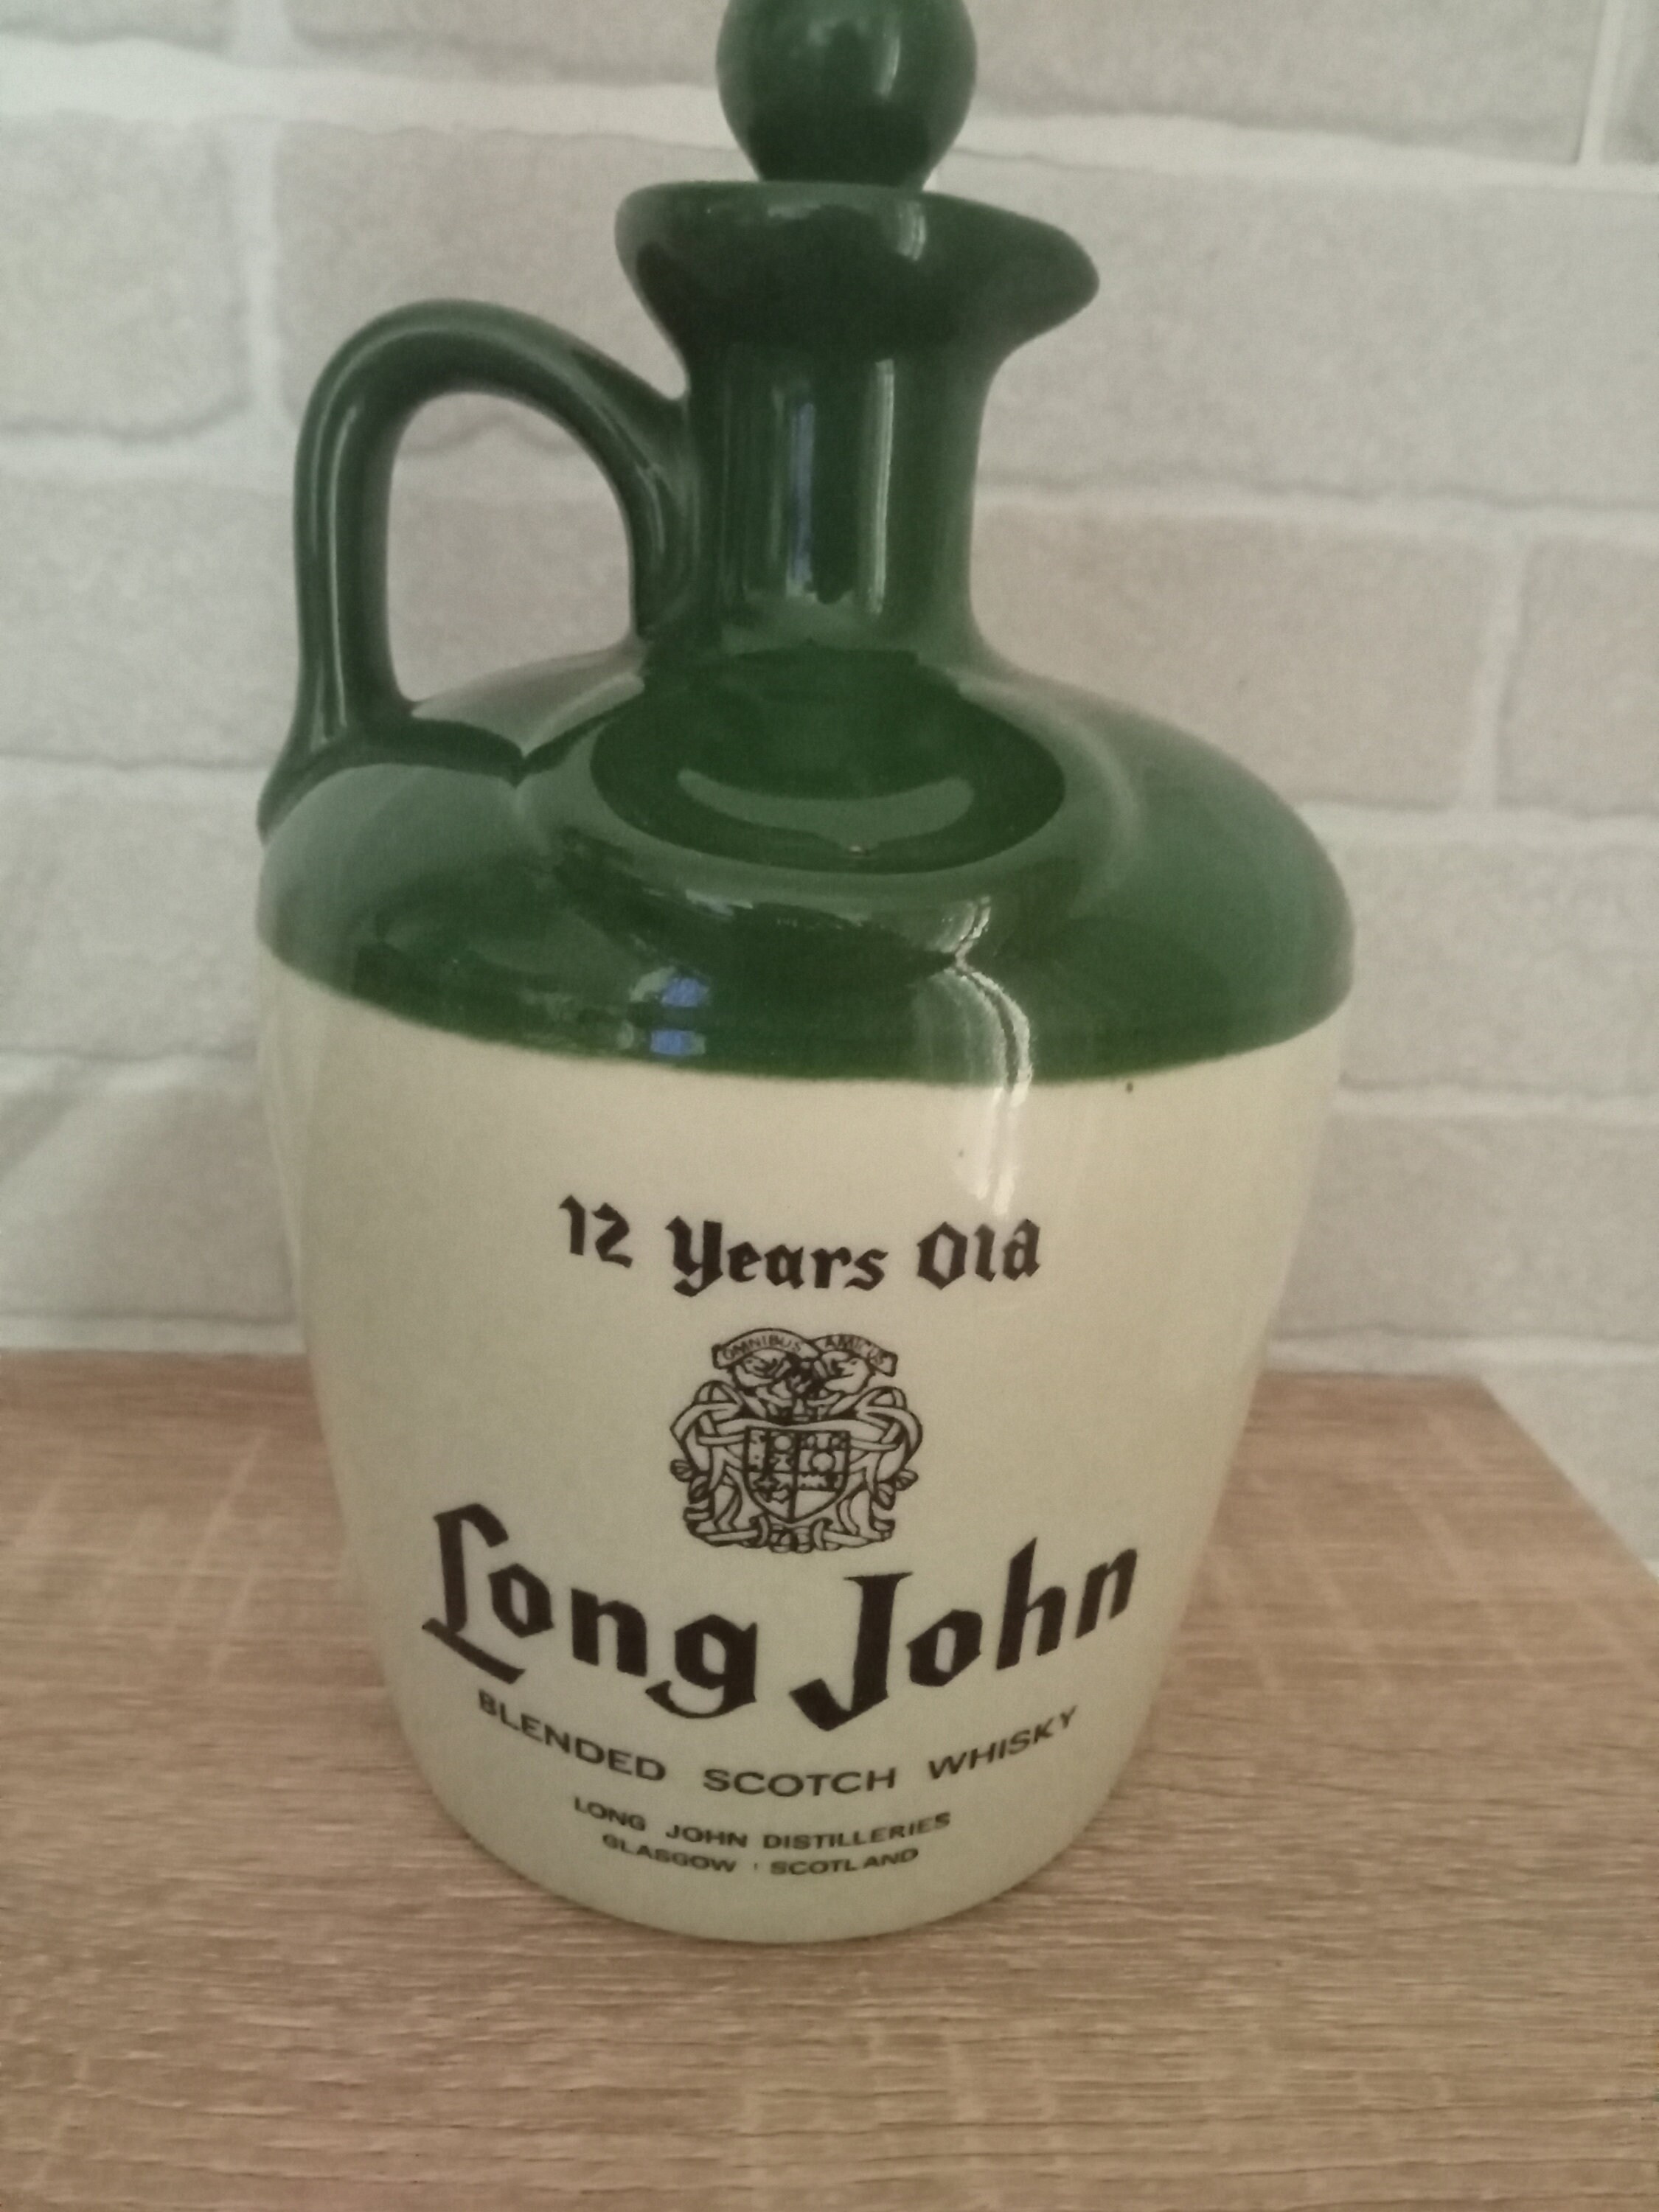 12 Years Old
OMNIBUS AMICUS
Long John
BLENDED SCOTCH WHISKY
LONG JOHN DISTILLERIES
GLASGOW · SCOTLAND